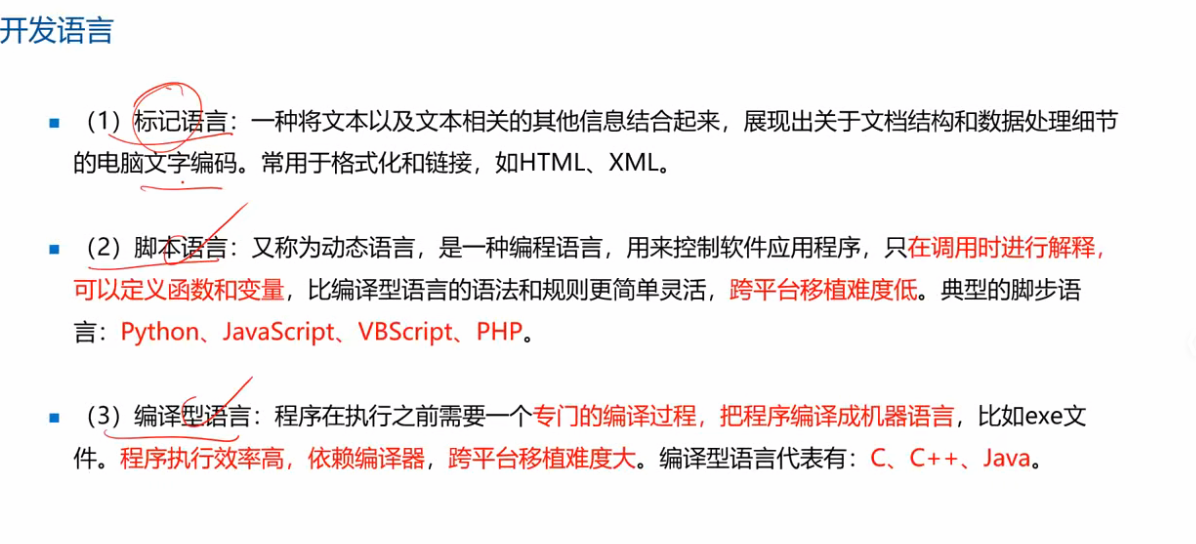 开发语言
（1）标记语言：一种将文本以及文本相关的其他信息结合起来，展现出关于文档结构和数据处理细节
的电脑文字编码。常用于格式化和链接，如HTML、XML。
（2）脚本语言：又称为动态语言，是一种编程语言，用来控制软件应用程序，只在调用时进行解释，
可以定义函数和变量，比编译型语言的语法和规则更简单灵活，跨平台移植难度低。典型的脚步语
言：Python、JavaScript、VBScript、PHP。
（3）编译型语言：程序在执行之前需要一个专门的编译过程，把程序编译成机器语言，比如exe文
件。程序执行效率高，依赖编译器，跨平台移植难度大。编译型语言代表有：C、C++、Java。